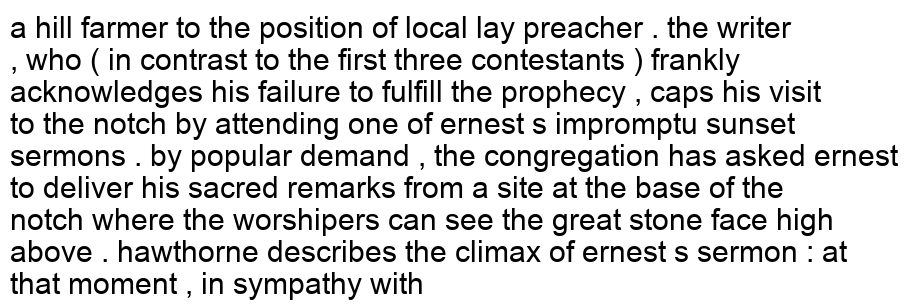 a hill farmer to the position of local lay preacher . the writer
, who ( in contrast to the first three contestants ) frankly
acknowledges his failure to fulfill the prophecy , caps his visit
to the notch by attending one of ernest s impromptu sunset
sermons . by popular demand , the congregation has asked ernest
to deliver his sacred remarks from a site at the base of the
notch where the worshipers can see the great stone face high
above . hawthorne describes the climax of ernest s sermon : at
that moment , in sympathy with